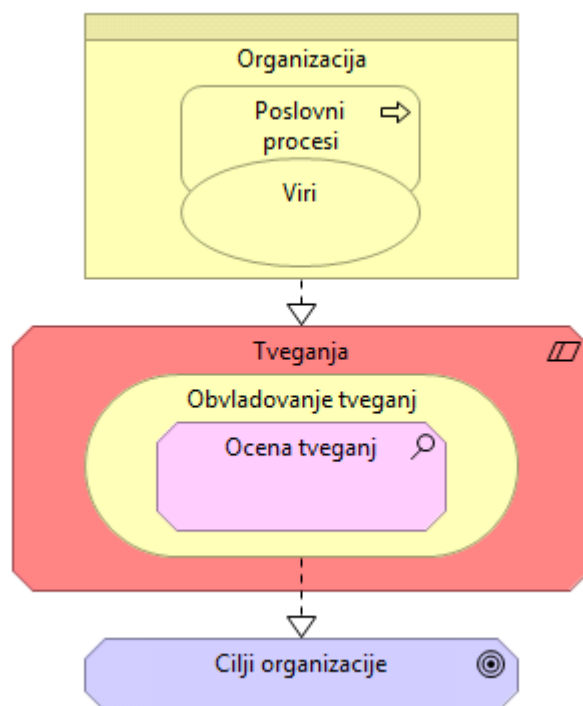 Organizacija
Poslovni
procesi
Viri
Tveganja
Obvladovanje tveganj
Ocena tveganj
Cilji organizacije